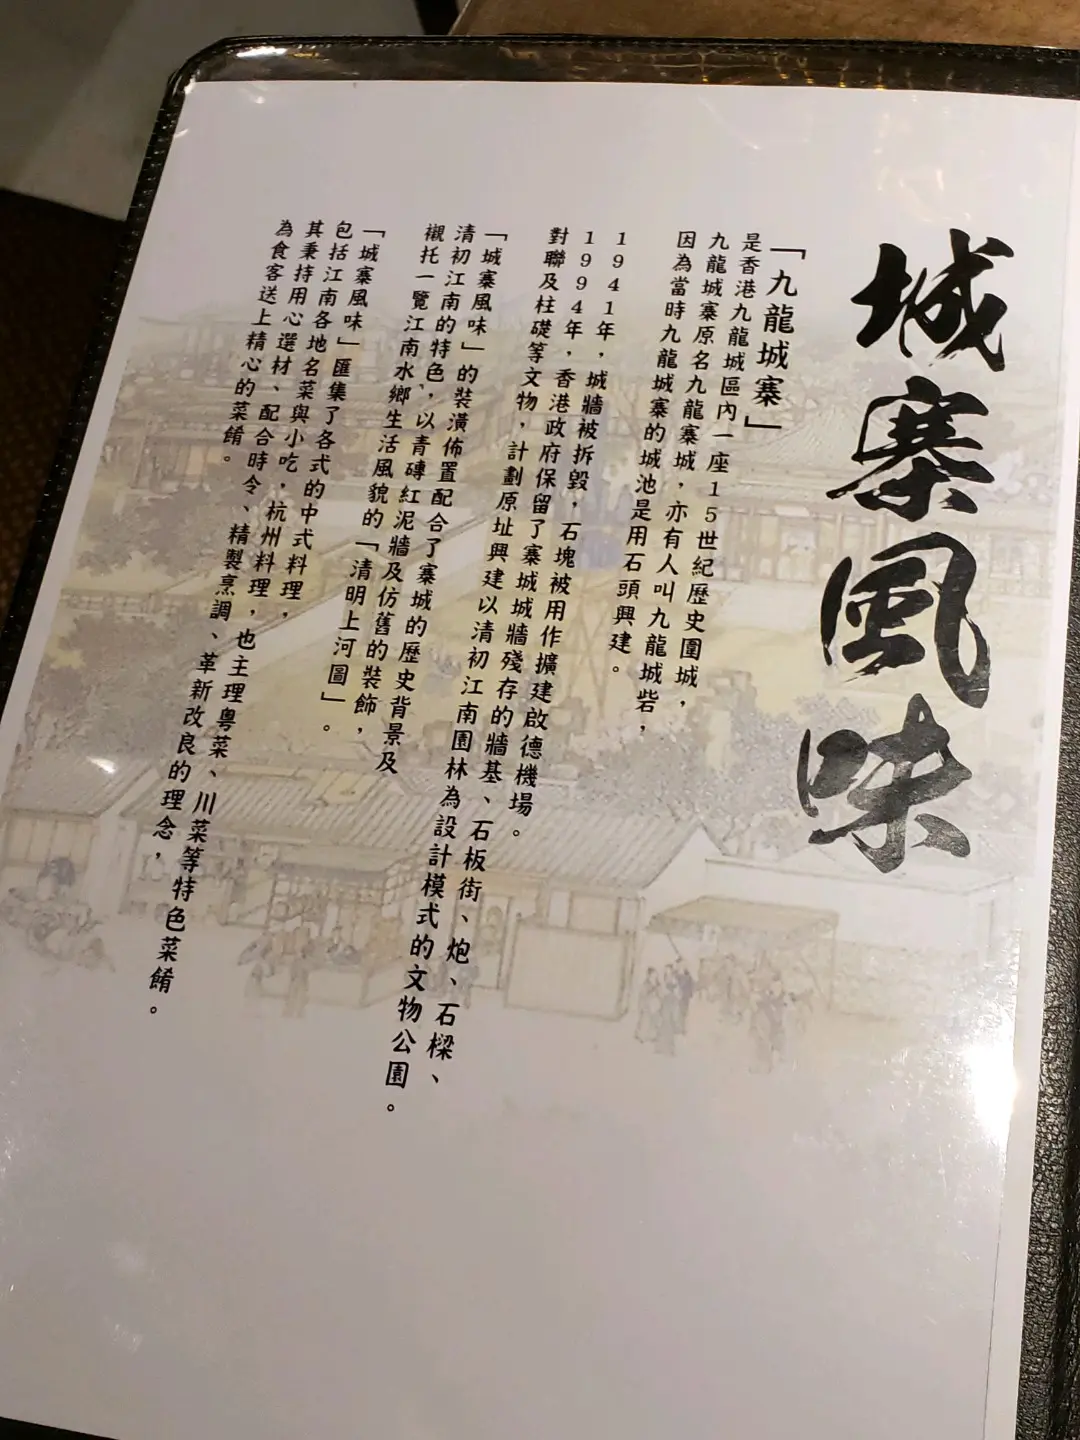 城寨風味
「九龍城寨」
是香港九龍城區內一座15世紀歷史圍城，
九龍城寨原名九龍寨城，亦有人叫九龍城砦，
因為當時九龍城寨的城池是用石頭興建。
1941年，城牆被拆毀，石塊被用作擴建啟德機場。
1994年，香港政府保留了寨城城牆殘存的牆基、石板街、炮、石樑、
對聯及柱礎等文物，計劃原址興建以清初江南園林為設計模式的文物公園。
「城寨風味」的裝潢佈置配合了寨城的歷史背景及
清初江南的特色，以青磚紅泥牆及仿舊的裝飾，
襯托一覽江南水鄉生活風貌的「清明上河圖」。
「城寨風味」匯集了各式的中式料理，
包括江南各地名菜與小吃，杭州料理，也主理粵菜、川菜等特色菜餚。
其秉持用心選材、配合時令、精製烹調、革新改良的理念，
為食客送上精心的菜餚。